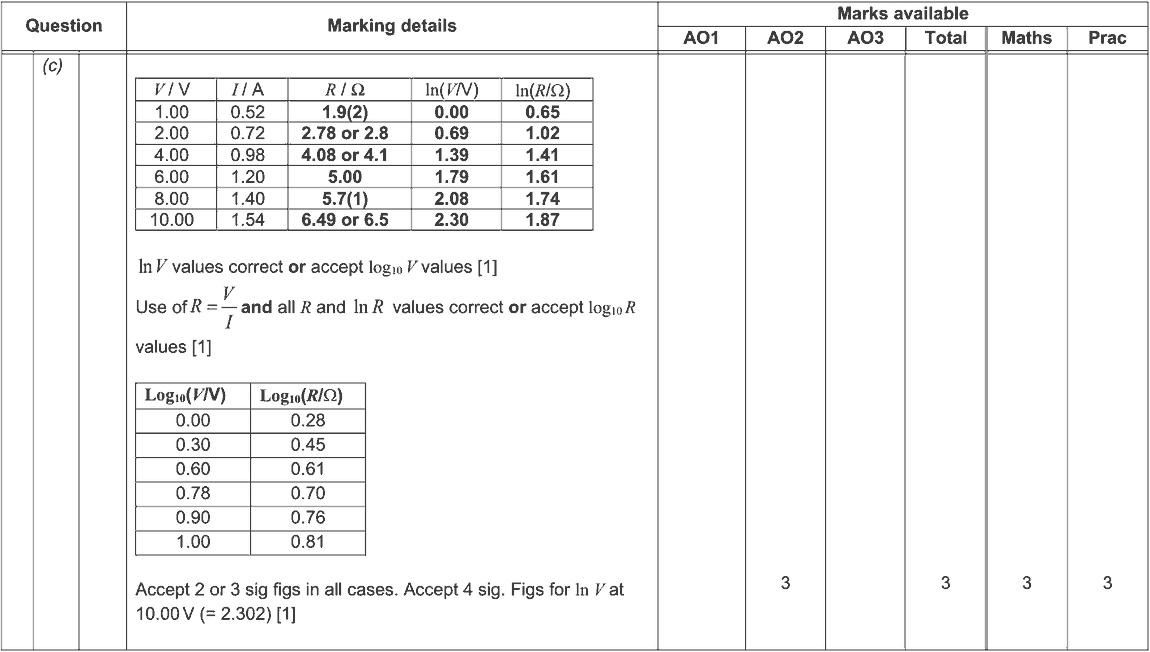 Question Marking details Marks available
AO1 AO2 AO3 Total Maths Prac
(c)
V / V I / A R / Ω ln(V/V) ln(R/Ω)
1.00 0.52 1.9(2) 0.00 0.65
2.00 0.72 2.78 or 2.8 0.69 1.02
4.00 0.98 4.08 or 4.1 1.39 1.41
6.00 1.20 5.00 1.79 1.61
8.00 1.40 5.7(1) 2.08 1.74
10.00 1.54 6.49 or 6.5 2.30 1.87
ln V values correct or accept log₁₀ V values [1]
Use of R = V/I and all R and ln R values correct or accept log₁₀ R
values [1]
Log₁₀(V/V) Log₁₀(R/Ω)
0.00 0.28
0.30 0.45
0.60 0.61
0.78 0.70
0.90 0.76
1.00 0.81
Accept 2 or 3 sig figs in all cases. Accept 4 sig. Figs for ln V at 3 3 3 3
10.00 V (= 2.302) [1]